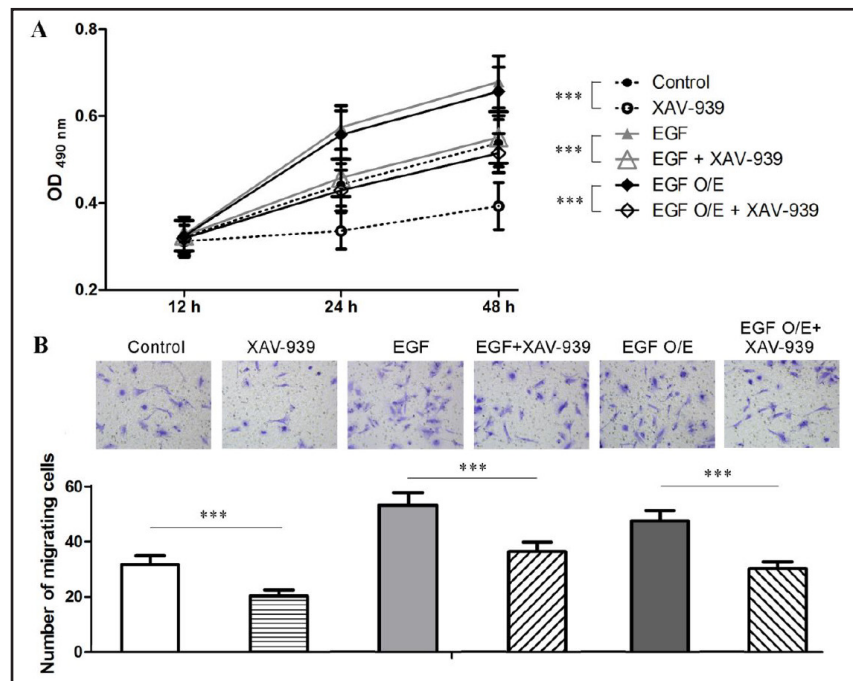 A
0.8
0.6
0.4
0.2
OD 490 nm
12 h
24 h
48 h
*** Control
XAV-939
*** EGF
EGF + XAV-939
*** EGF O/E
EGF O/E + XAV-939
B
Control
XAV-939
EGF
EGF+XAV-939
EGF O/E
EGF O/E+
XAV-939
Number of migrating cells
60
40
20
0
***
***
***